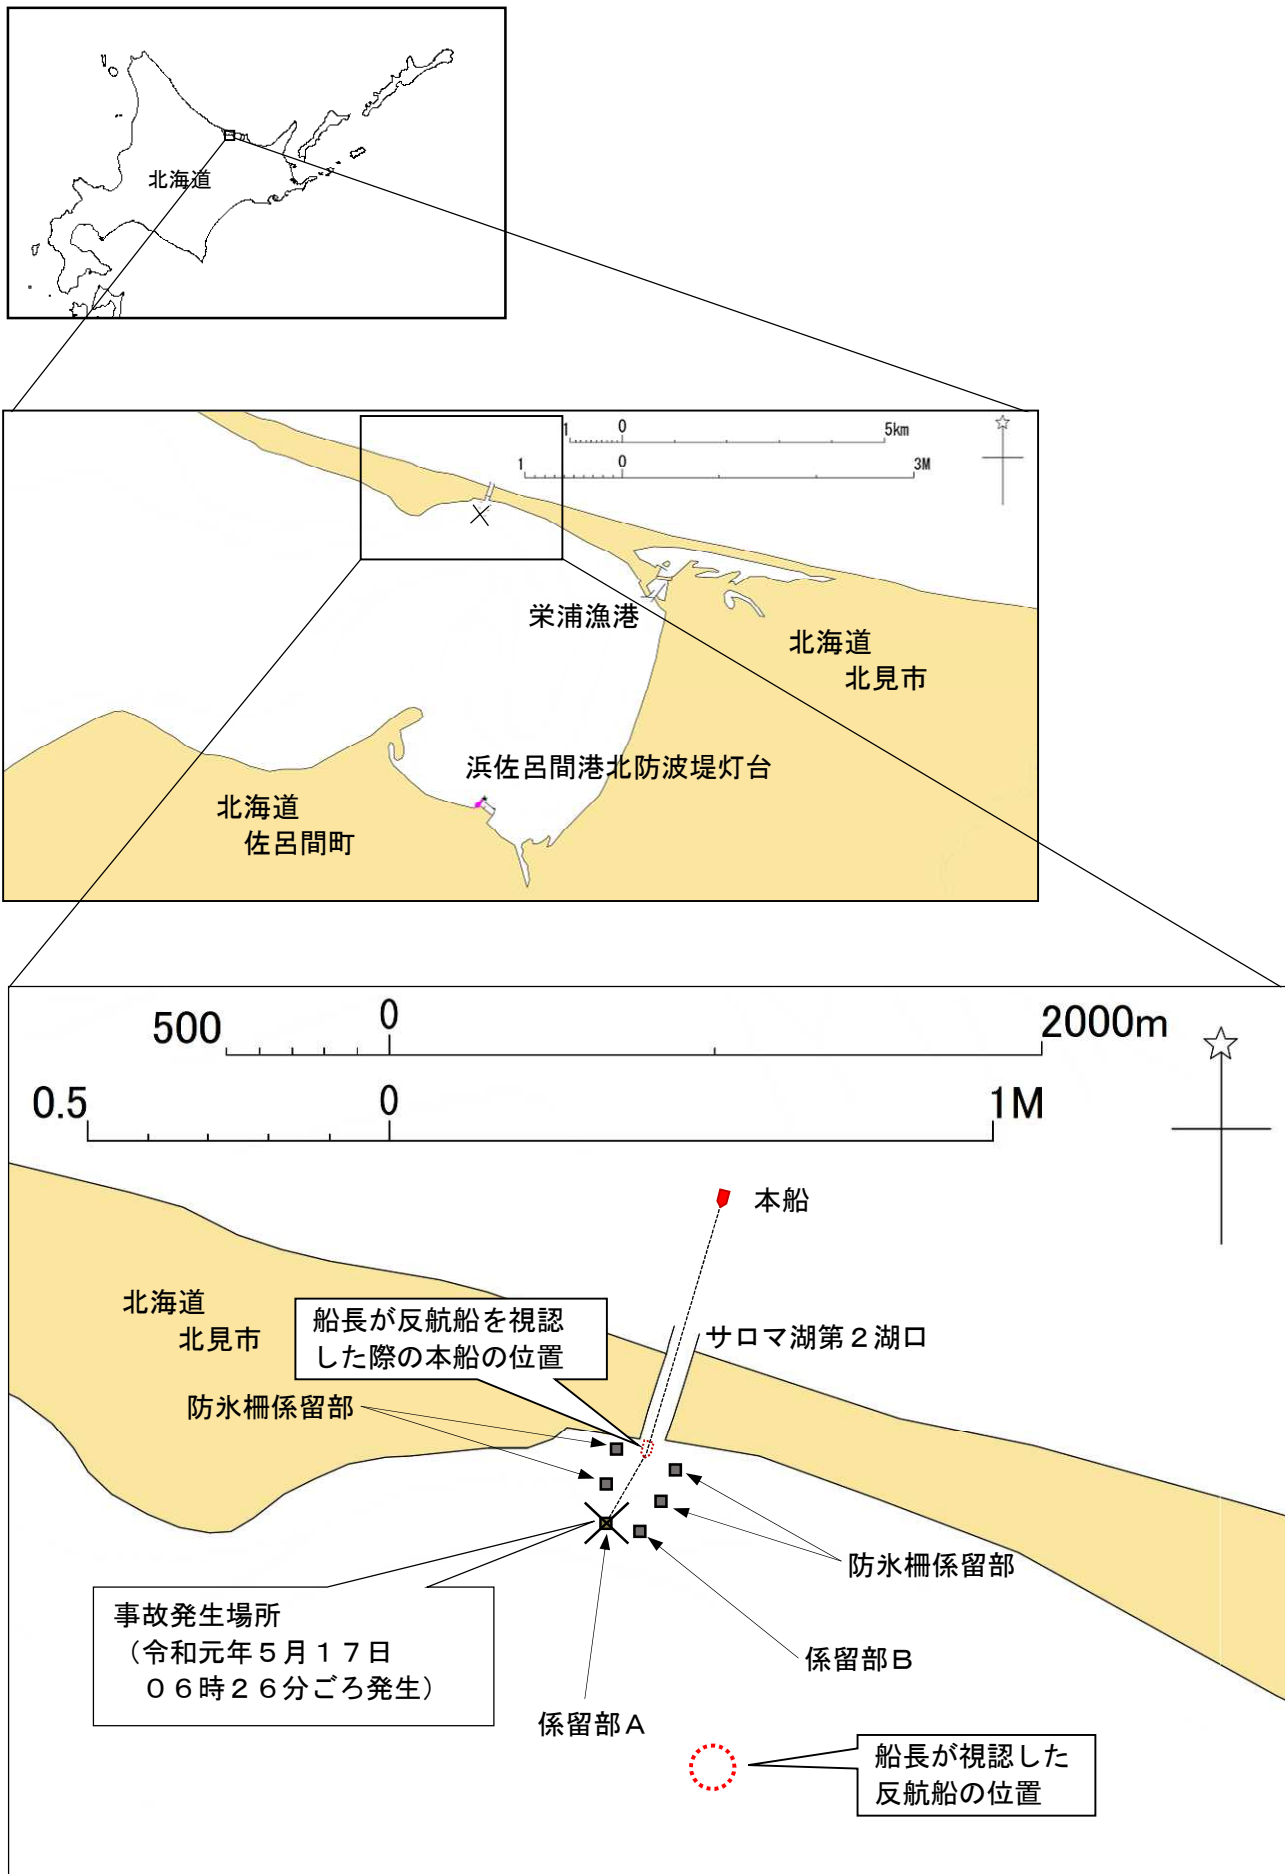 北海道
1 0 5km
1 0 3M
栄浦漁港
北海道
北見市
浜佐呂間港北防波堤灯台
北海道
佐呂間町
500 0 2000m
0.5 0 1M
本船
北海道
北見市
船長が反航船を視認
した際の本船の位置
サロマ湖第２湖口
防氷柵係留部
防氷柵係留部
事故発生場所
（令和元年５月１７日
０６時２６分ごろ発生）
係留部Ｂ
係留部Ａ
船長が視認した
反航船の位置